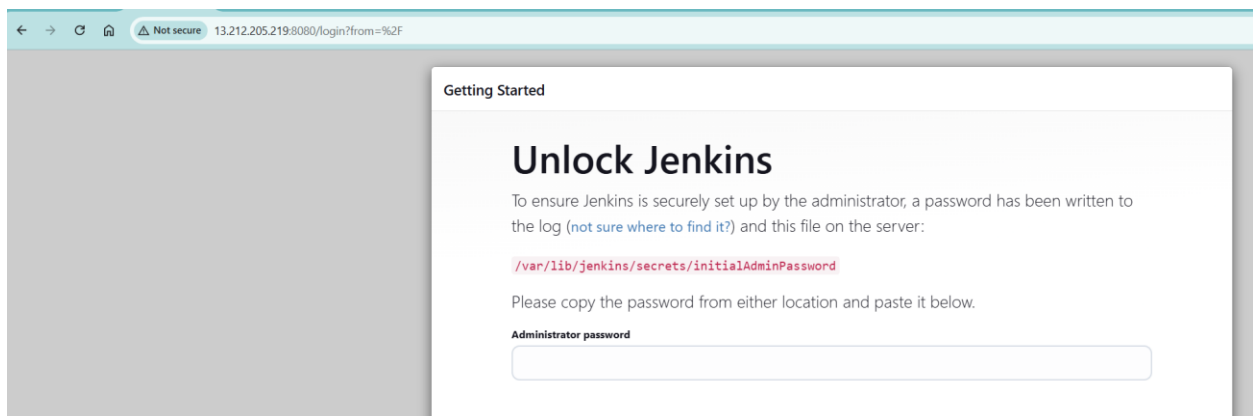 Not secure 13.212.205.219:8080/login?from=%2F
Getting Started
Unlock Jenkins
To ensure Jenkins is securely set up by the administrator, a password has been written to
the log (not sure where to find it?) and this file on the server:
/var/lib/jenkins/secrets/initialAdminPassword
Please copy the password from either location and paste it below.
Administrator password